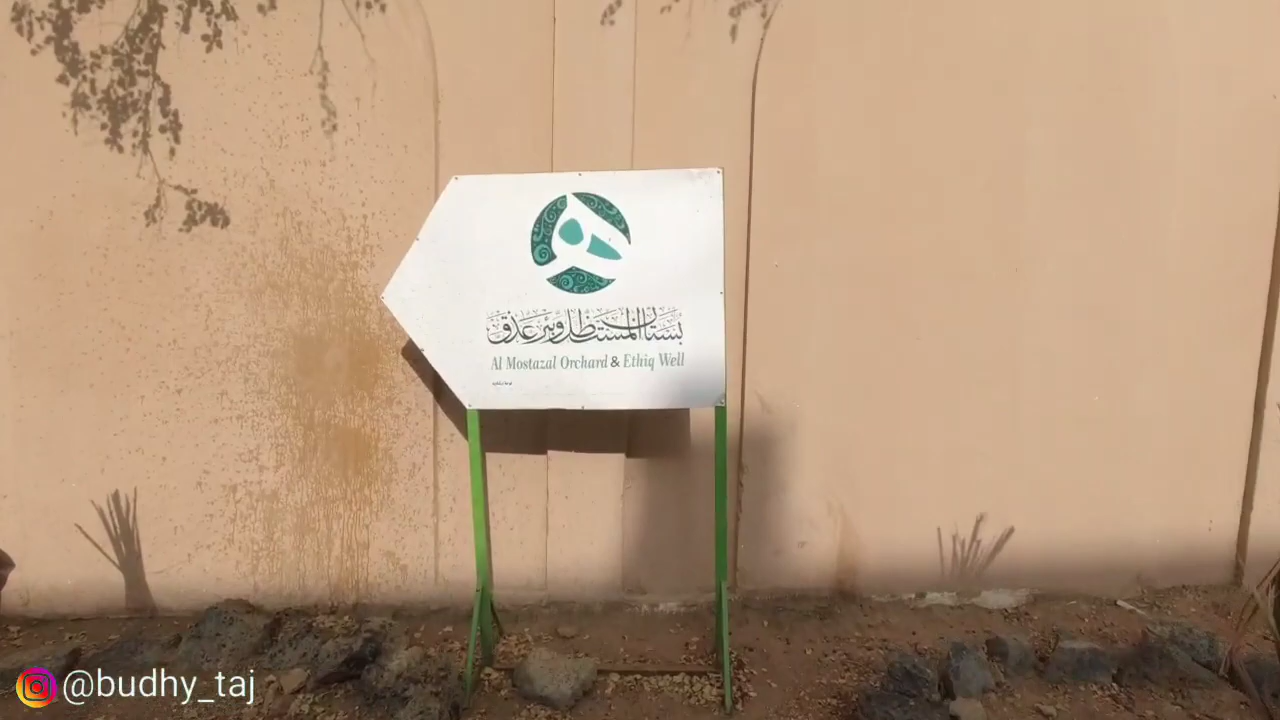 بستان المستظل وبئر عذق
Al Mostazal Orchard & Ethiq Well
@budhy_taj